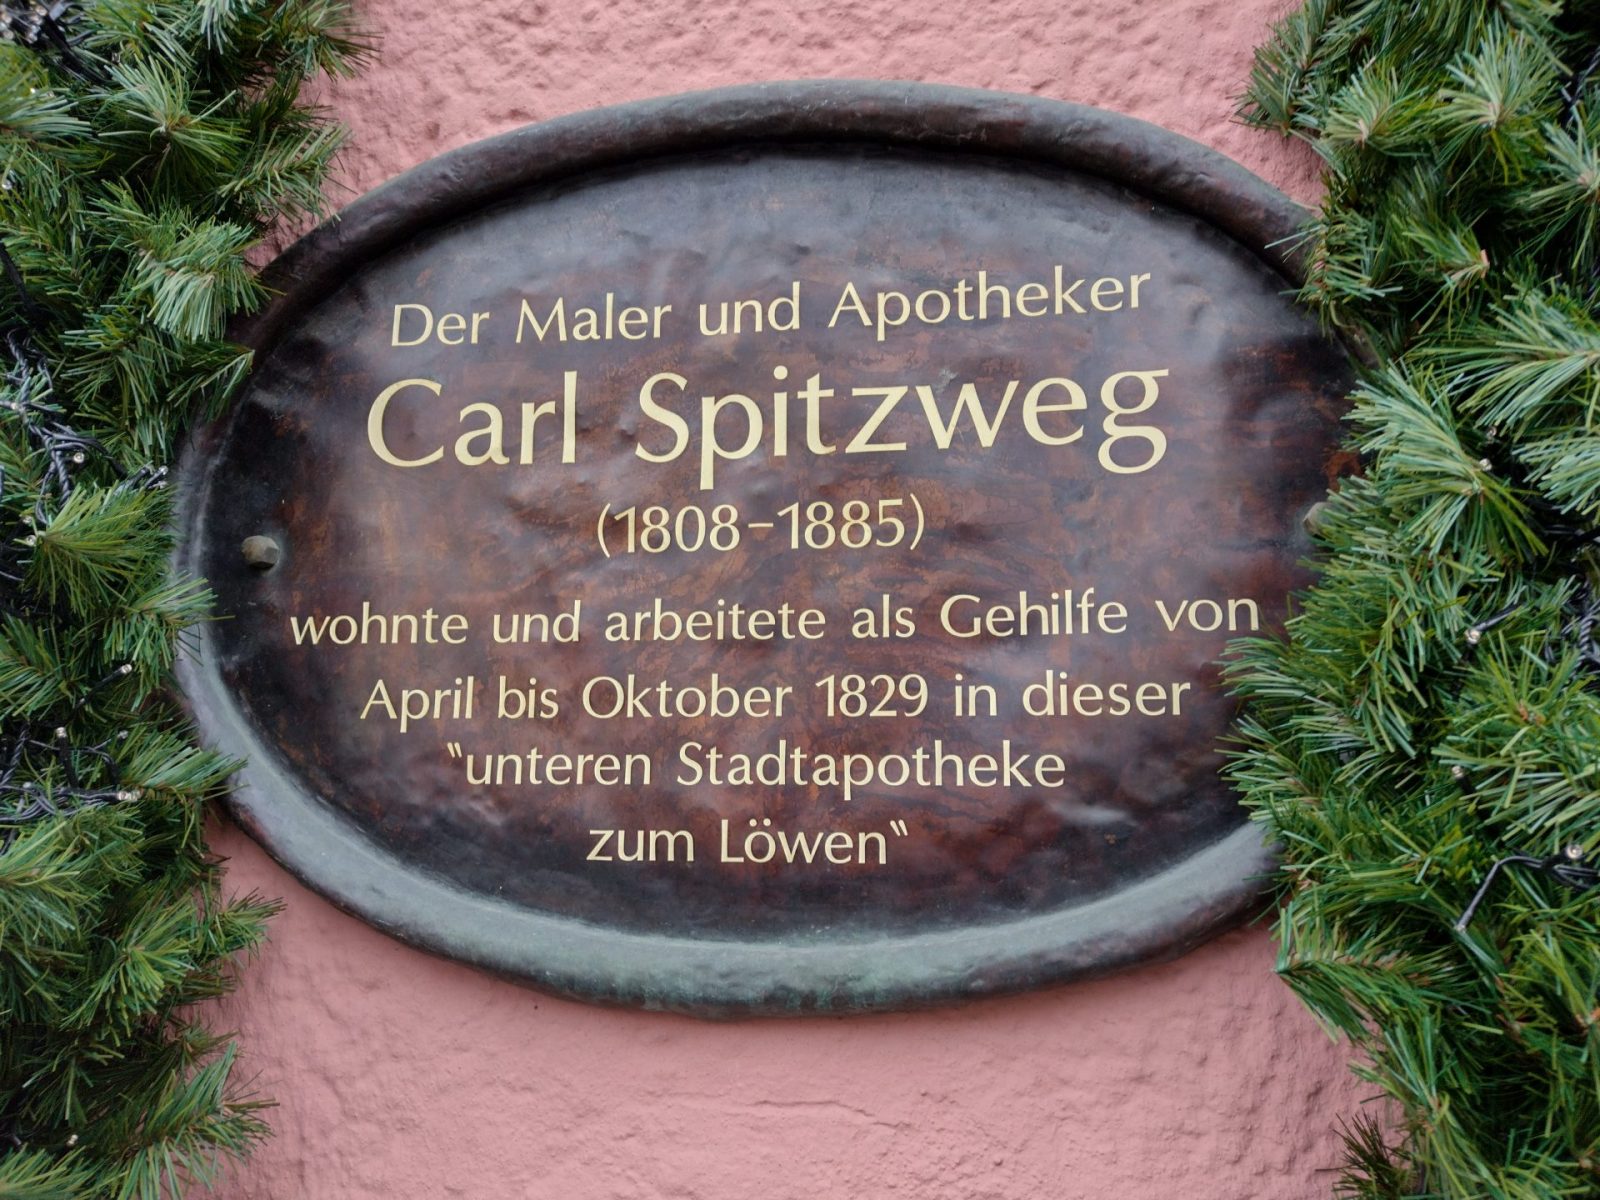 Der Maler und Apotheker
Carl Spitzweg
(1808-1885)
wohnte und arbeitete als Gehilfe von
April bis Oktober 1829 in dieser
"unteren Stadtapotheke
zum Löwen"